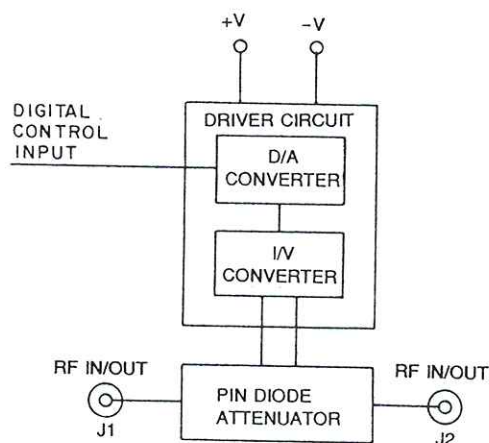 +V
−V
DIGITAL
CONTROL
INPUT
DRIVER CIRCUIT
D/A
CONVERTER
I/V
CONVERTER
RF IN/OUT
RF IN/OUT
PIN DIODE
ATTENUATOR
J1
J2